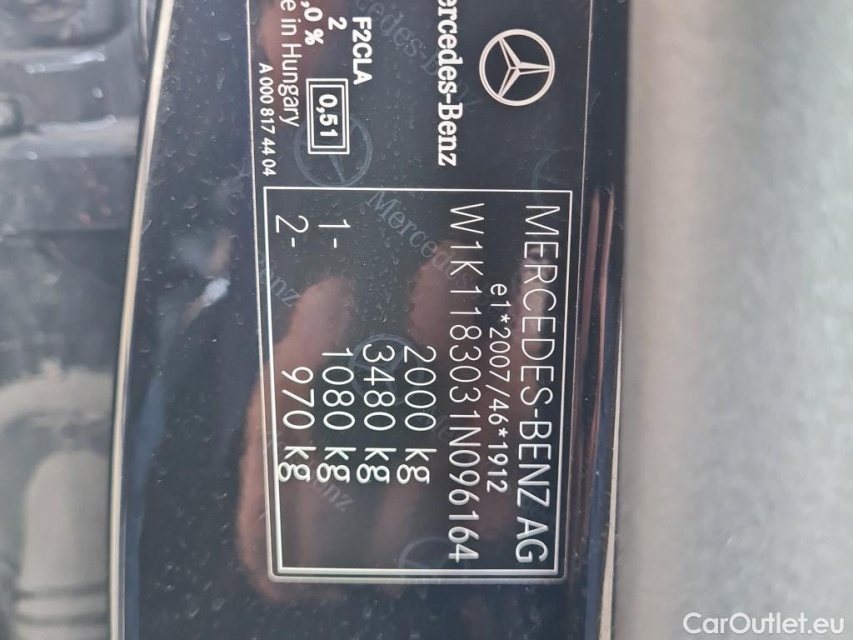 MERCEDES-BENZ AG
e1*2007/46*1912
W1K1183031N096164
2000 kg
3480 kg
1- 1080 kg
2- 970 kg
Mercedes-Benz
F2CLA
2
,0 %
0,51
in Hungary
A 000 817 44 04
CarOutlet.eu